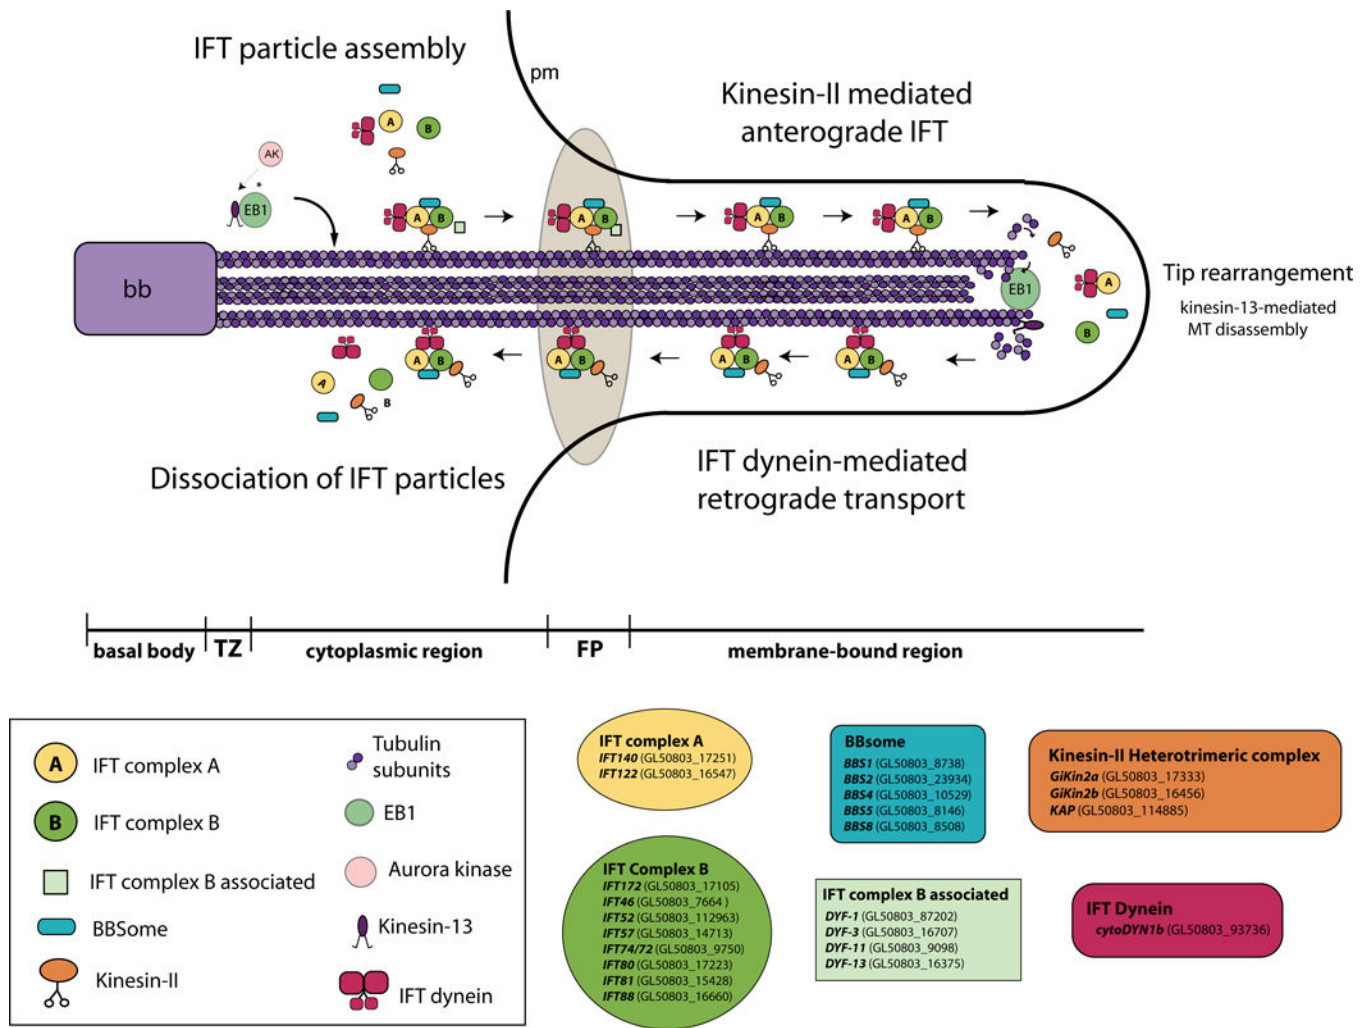 IFT particle assembly
pm
Kinesin-II mediated
anterograde IFT
A
B
AK
*
EB1
A B
A B
A B
A B
bb
EB1
A
B
Tip rearrangement
kinesin-13-mediated
MT disassembly
A B
A B
A B
A B
A
B
Dissociation of IFT particles
IFT dynein-mediated
retrograde transport
basal body
TZ
cytoplasmic region
FP
membrane-bound region
A IFT complex A
B IFT complex B
IFT complex B associated
BBSome
Kinesin-II
Tubulin
subunits
EB1
Aurora kinase
Kinesin-13
IFT dynein
IFT complex A
IFT140 (GL50803_17251)
IFT122 (GL50803_16547)
IFT Complex B
IFT172 (GL50803_17105)
IFT46 (GL50803_7664 )
IFT52 (GL50803_112963)
IFT57 (GL50803_14713)
IFT74/72 (GL50803_9750)
IFT80 (GL50803_17223)
IFT81 (GL50803_15428)
IFT88 (GL50803_16660)
BBsome
BBS1 (GL50803_8738)
BBS2 (GL50803_23934)
BBS4 (GL50803_10529)
BBS5 (GL50803_8146)
BBS8 (GL50803_8508)
IFT complex B associated
DYF-1 (GL50803_87202)
DYF-3 (GL50803_16707)
DYF-11 (GL50803_9098)
DYF-13 (GL50803_16375)
Kinesin-II Heterotrimeric complex
GiKin2a (GL50803_17333)
GiKin2b (GL50803_16456)
KAP (GL50803_114885)
IFT Dynein
cytoDYN1b (GL50803_93736)